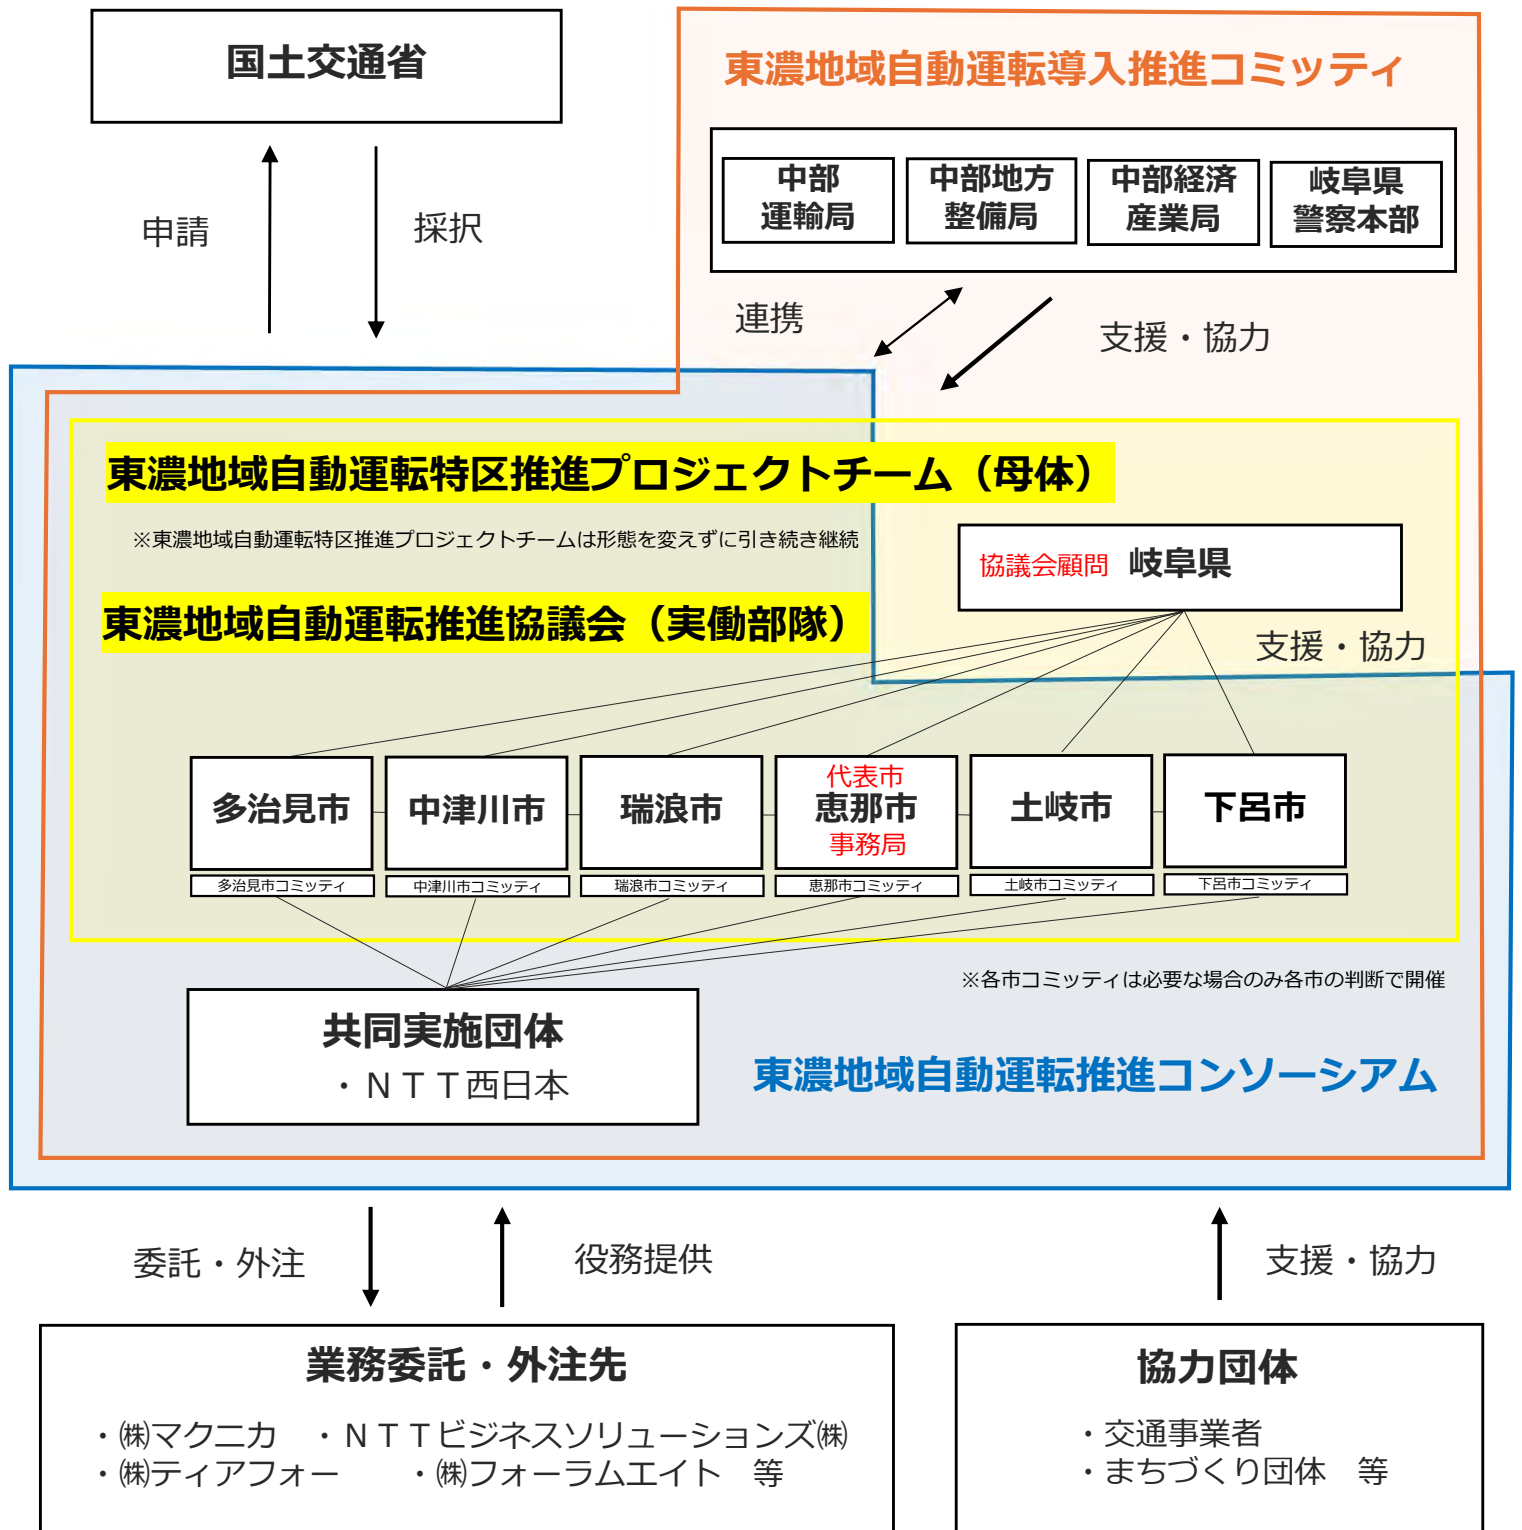 国土交通省
東濃地域自動運転導入推進コミッティ
中部
運輸局
中部地方
整備局
中部経済
産業局
岐阜県
警察本部
申請
採択
連携
支援・協力
東濃地域自動運転特区推進プロジェクトチーム（母体）
※東濃地域自動運転特区推進プロジェクトチームは形態を変えずに引き続き継続
協議会顧問 岐阜県
東濃地域自動運転推進協議会（実働部隊）
支援・協力
多治見市
中津川市
瑞浪市
代表市
恵那市
事務局
土岐市
下呂市
多治見市コミッティ
中津川市コミッティ
瑞浪市コミッティ
恵那市コミッティ
土岐市コミッティ
下呂市コミッティ
※各市コミッティは必要な場合のみ各市の判断で開催
共同実施団体
・ＮＴＴ西日本
東濃地域自動運転推進コンソーシアム
委託・外注
役務提供
支援・協力
業務委託・外注先
・㈱マクニカ　・ＮＴＴビジネスソリューションズ㈱
・㈱ティアフォー　　・㈱フォーラムエイト　等
協力団体
・交通事業者
・まちづくり団体　等